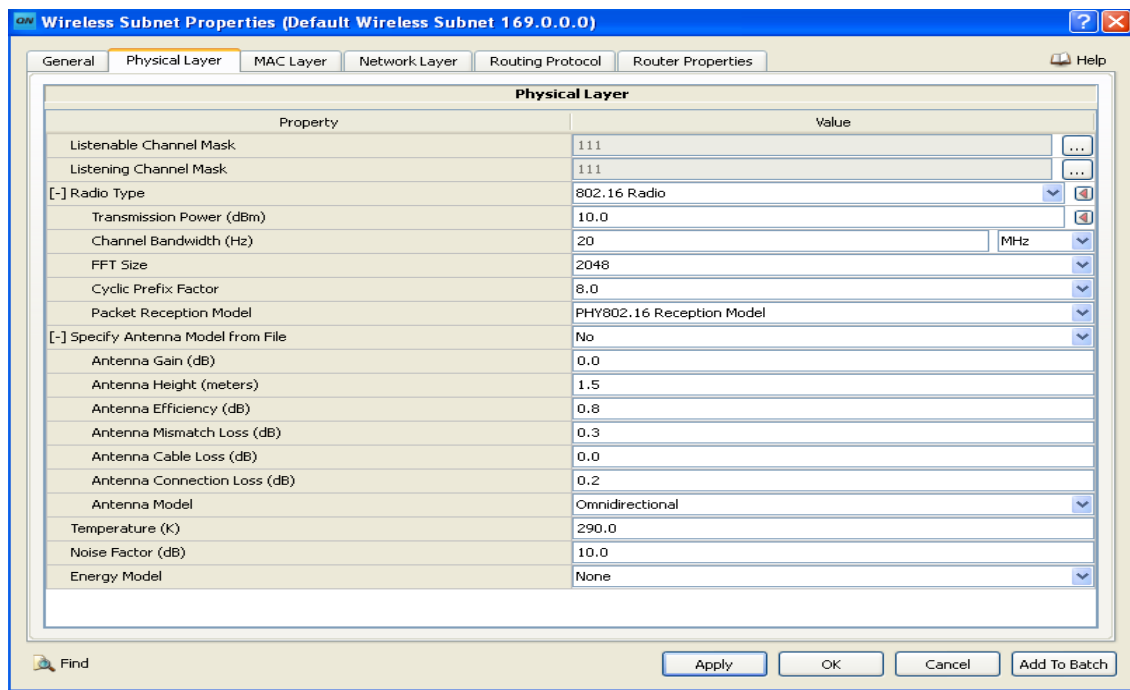 QN Wireless Subnet Properties (Default Wireless Subnet 169.0.0.0) ?
General Physical Layer MAC Layer Network Layer Routing Protocol Router Properties Help
Physical Layer
Property Value
Listenable Channel Mask 111 ...
Listening Channel Mask 111 ...
[-] Radio Type 802.16 Radio
Transmission Power (dBm) 10.0
Channel Bandwidth (Hz) 20 MHz
FFT Size 2048
Cyclic Prefix Factor 8.0
Packet Reception Model PHY802.16 Reception Model
[-] Specify Antenna Model from File No
Antenna Gain (dB) 0.0
Antenna Height (meters) 1.5
Antenna Efficiency (dB) 0.8
Antenna Mismatch Loss (dB) 0.3
Antenna Cable Loss (dB) 0.0
Antenna Connection Loss (dB) 0.2
Antenna Model Omnidirectional
Temperature (K) 290.0
Noise Factor (dB) 10.0
Energy Model None
Find Apply OK Cancel Add To Batch